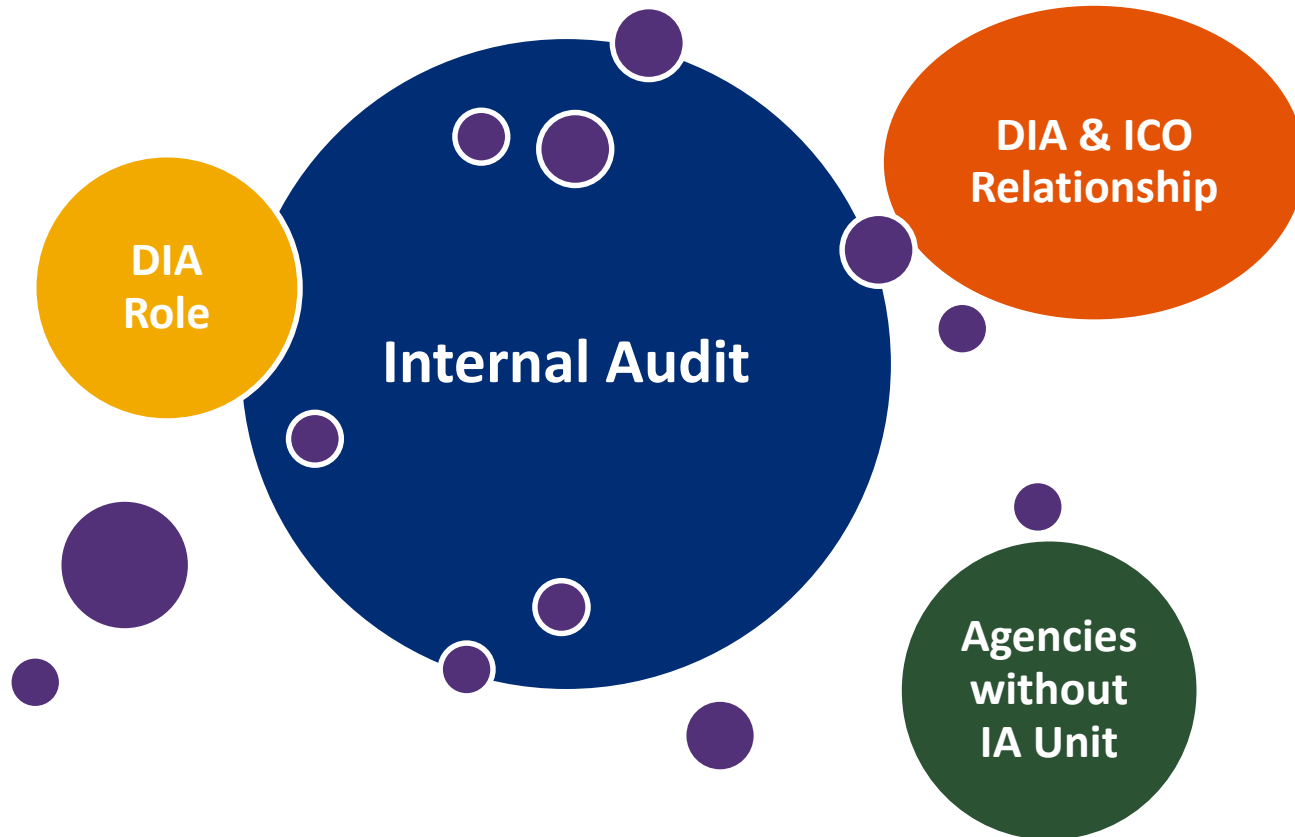 DIA & ICO
Relationship
DIA
Role
Internal Audit
Agencies
without
IA Unit